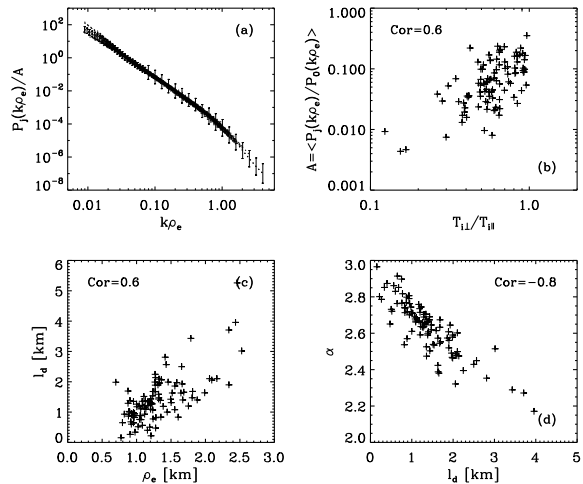 (a)
P_j(kρ_e)/A
10^2
10^0
10^-2
10^-4
10^-6
10^-8
0.01 0.10 1.00
kρ_e
Cor=0.6
(b)
A=<P_j(kρ_e)/P_0(kρ_e)>
1.000
0.100
0.010
0.001
0.1 1.0
T_i⊥/T_i∥
Cor=0.6
(c)
l_d [km]
6
5
4
3
2
1
0
0.0 0.5 1.0 1.5 2.0 2.5 3.0
ρ_e [km]
Cor=-0.8
(d)
α
3.0
2.8
2.6
2.4
2.2
2.0
0 1 2 3 4 5
l_d [km]